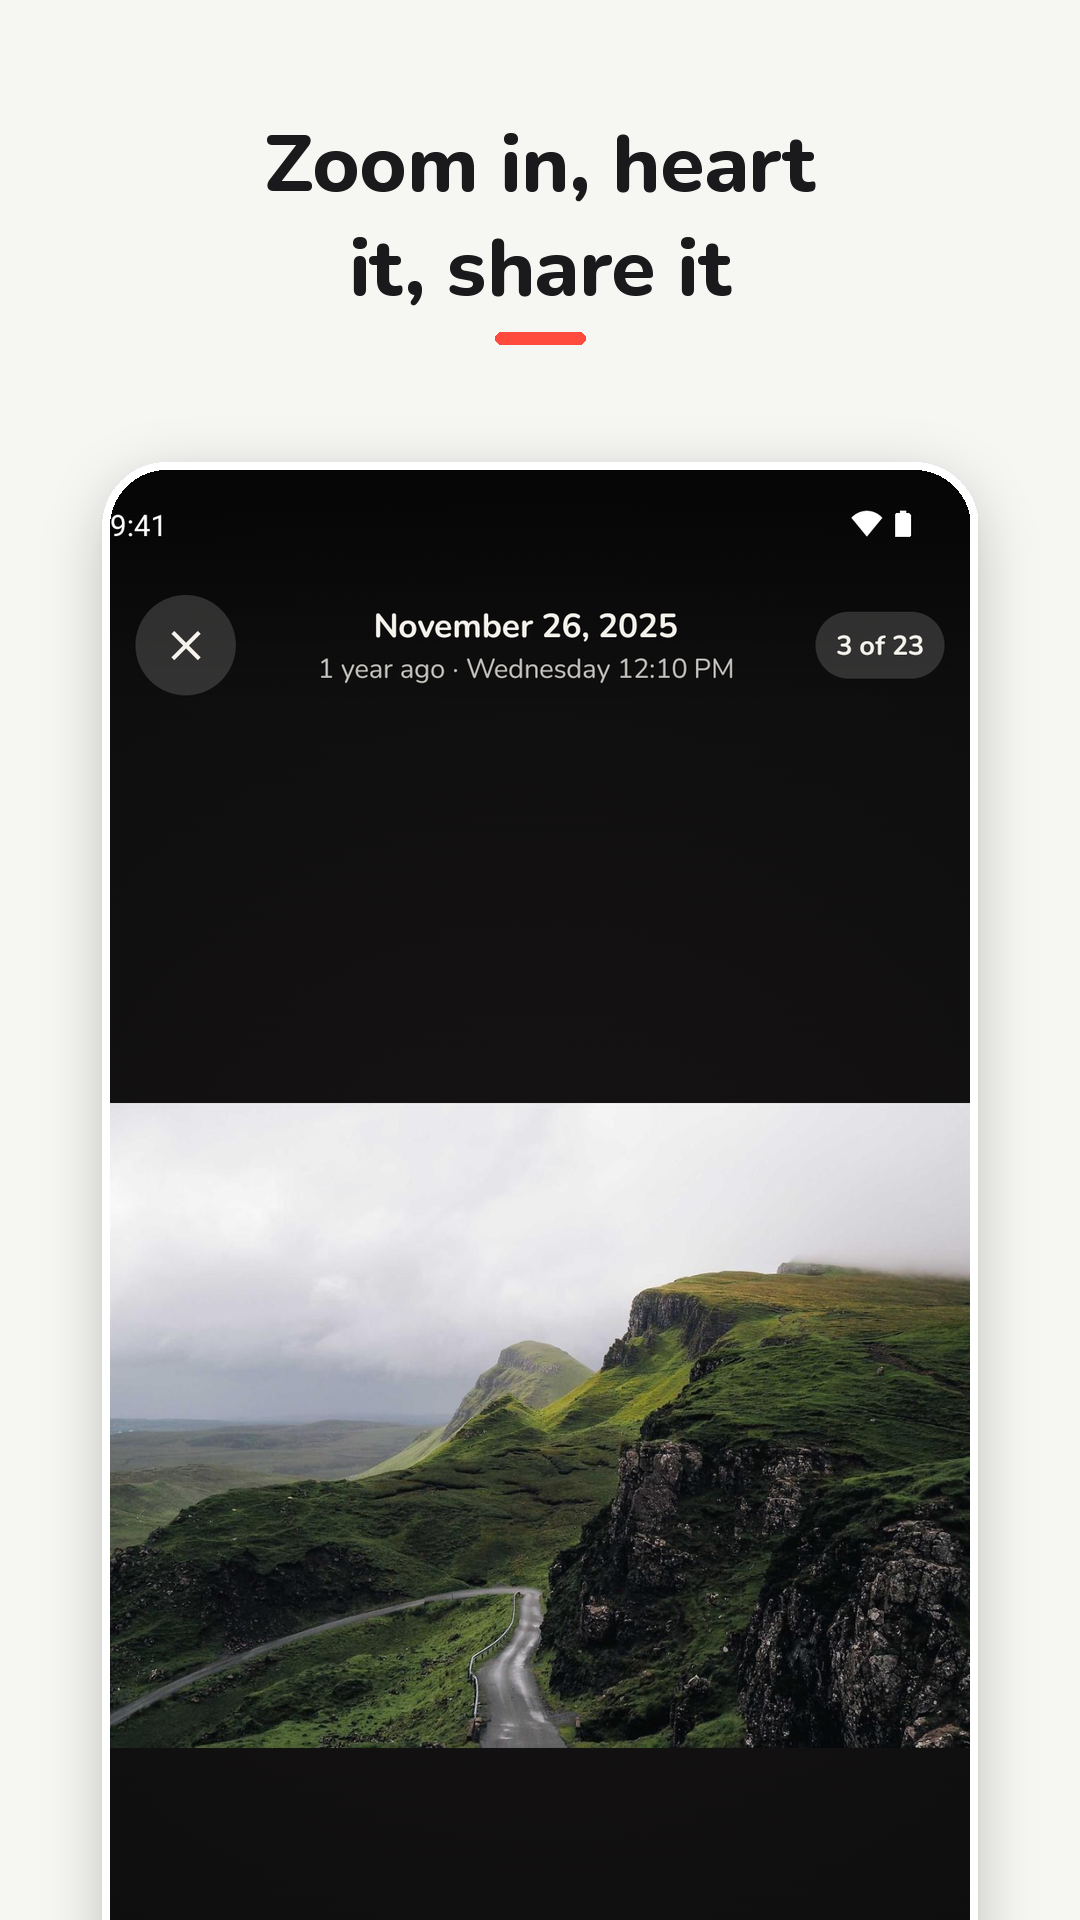 Zoom in, heart
it, share it
9:41
November 26, 2025
1 year ago · Wednesday 12:10 PM
3 of 23